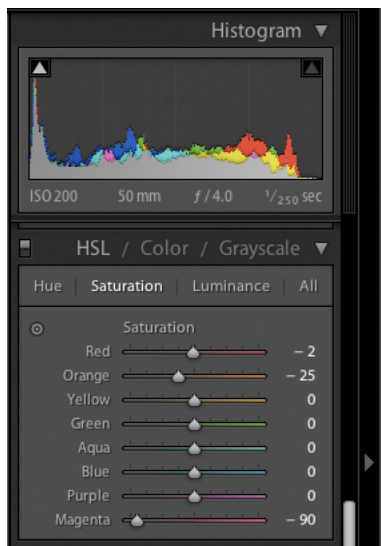 Histogram
ISO 200 50 mm ƒ / 4.0 1/250 sec
HSL / Color / Grayscale
Hue | Saturation | Luminance | All
Saturation
Red − 2
Orange − 25
Yellow 0
Green 0
Aqua 0
Blue 0
Purple 0
Magenta − 90